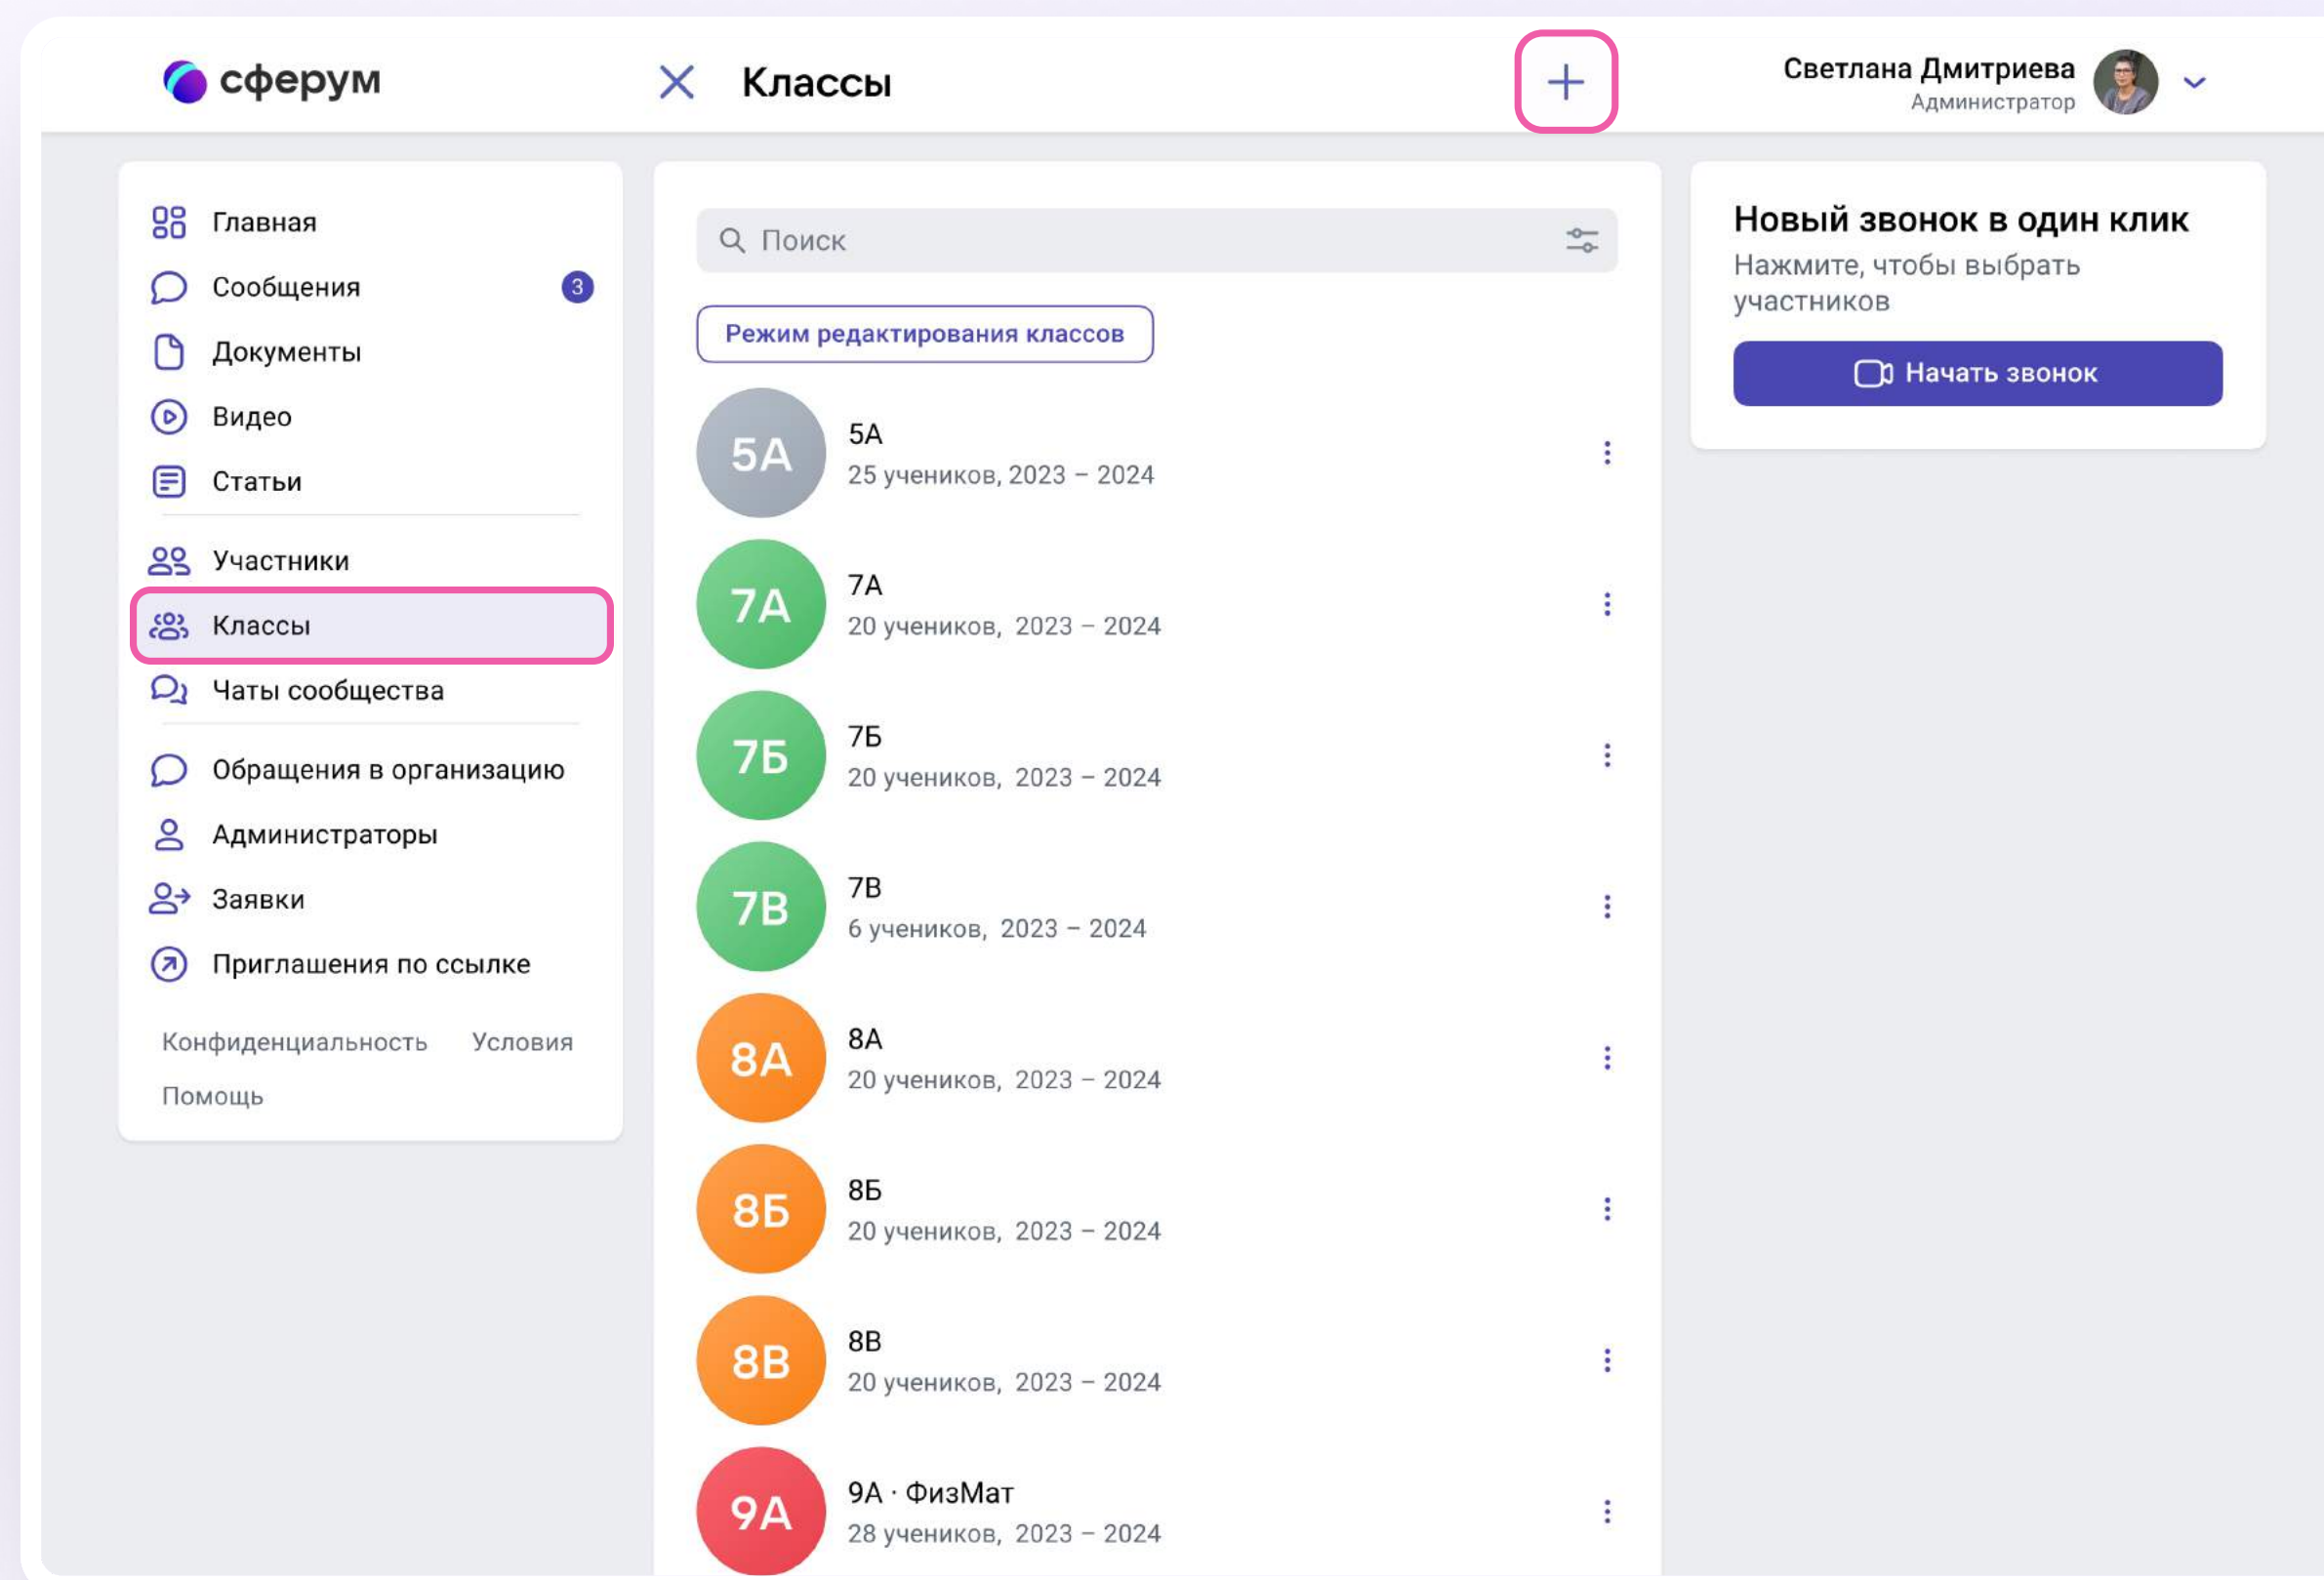 сферум
Классы
Светлана Дмитриева
Администратор
Главная
Сообщения 3
Документы
Видео
Статьи
Участники
Классы
Чаты сообщества
Обращения в организацию
Администраторы
Заявки
Приглашения по ссылке
Конфиденциальность Условия
Помощь
Поиск
Режим редактирования классов
5А
5А
25 учеников, 2023 – 2024
7А
7А
20 учеников, 2023 – 2024
7Б
7Б
20 учеников, 2023 – 2024
7В
7В
6 учеников, 2023 – 2024
8А
8А
20 учеников, 2023 – 2024
8Б
8Б
20 учеников, 2023 – 2024
8В
8В
20 учеников, 2023 – 2024
9А
9А · ФизМат
28 учеников, 2023 – 2024
Новый звонок в один клик
Нажмите, чтобы выбрать
участников
Начать звонок